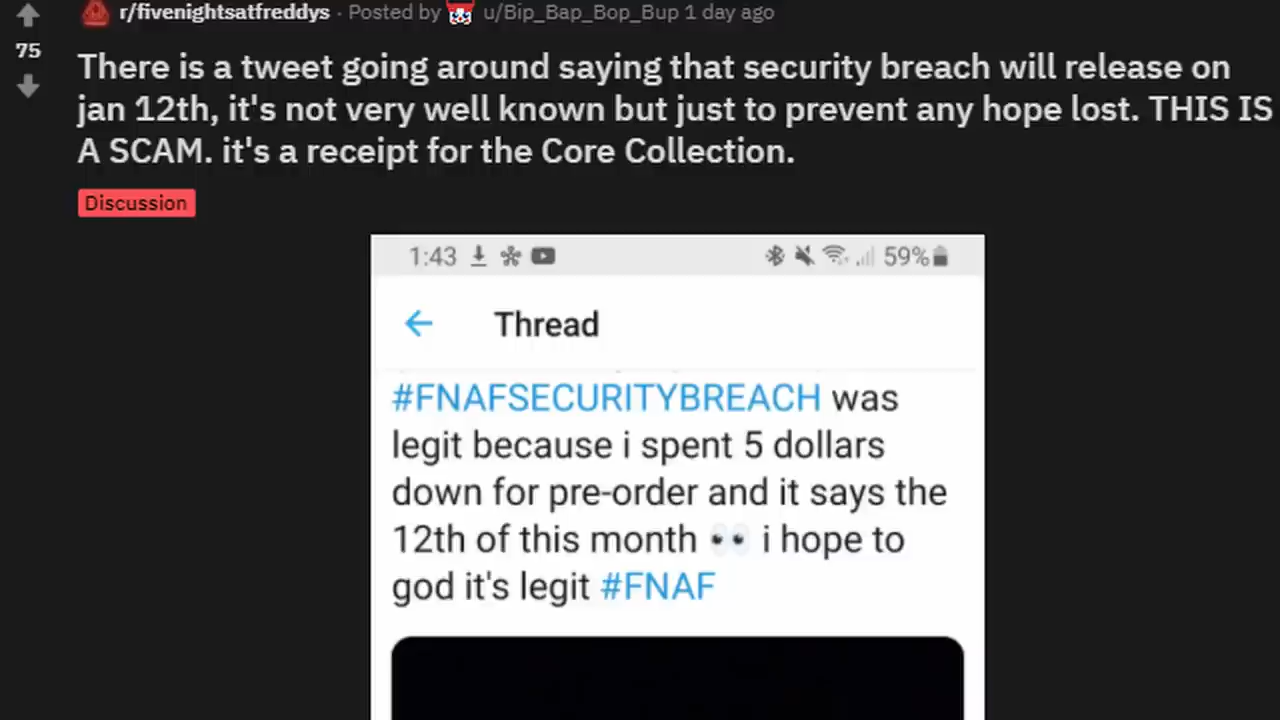 r/fivenightsatfreddys · Posted by u/Bip_Bap_Bop_Bup 1 day ago
75
There is a tweet going around saying that security breach will release on
jan 12th, it's not very well known but just to prevent any hope lost. THIS IS
A SCAM. it's a receipt for the Core Collection.
Discussion
1:43 59%
Thread
#FNAFSECURITYBREACH was
legit because i spent 5 dollars
down for pre-order and it says the
12th of this month 👀 i hope to
god it's legit #FNAF